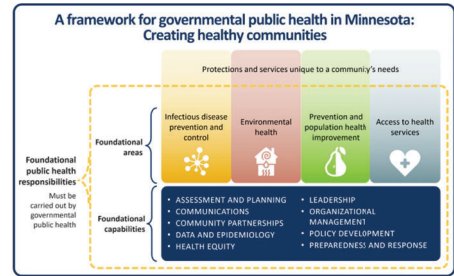 A framework for governmental public health in Minnesota:
Creating healthy communities
Protections and services unique to a community's needs
Foundational
areas
Infectious disease
prevention and
control
Environmental
health
Prevention and
population health
improvement
Access to health
services
Foundational
public health
responsibilities
Must be
carried out by
governmental
public health
Foundational
capabilities
• ASSESSMENT AND PLANNING
• COMMUNICATIONS
• COMMUNITY PARTNERSHIPS
• DATA AND EPIDEMIOLOGY
• HEALTH EQUITY
• LEADERSHIP
• ORGANIZATIONAL
MANAGEMENT
• POLICY DEVELOPMENT
• PREPAREDNESS AND RESPONSE